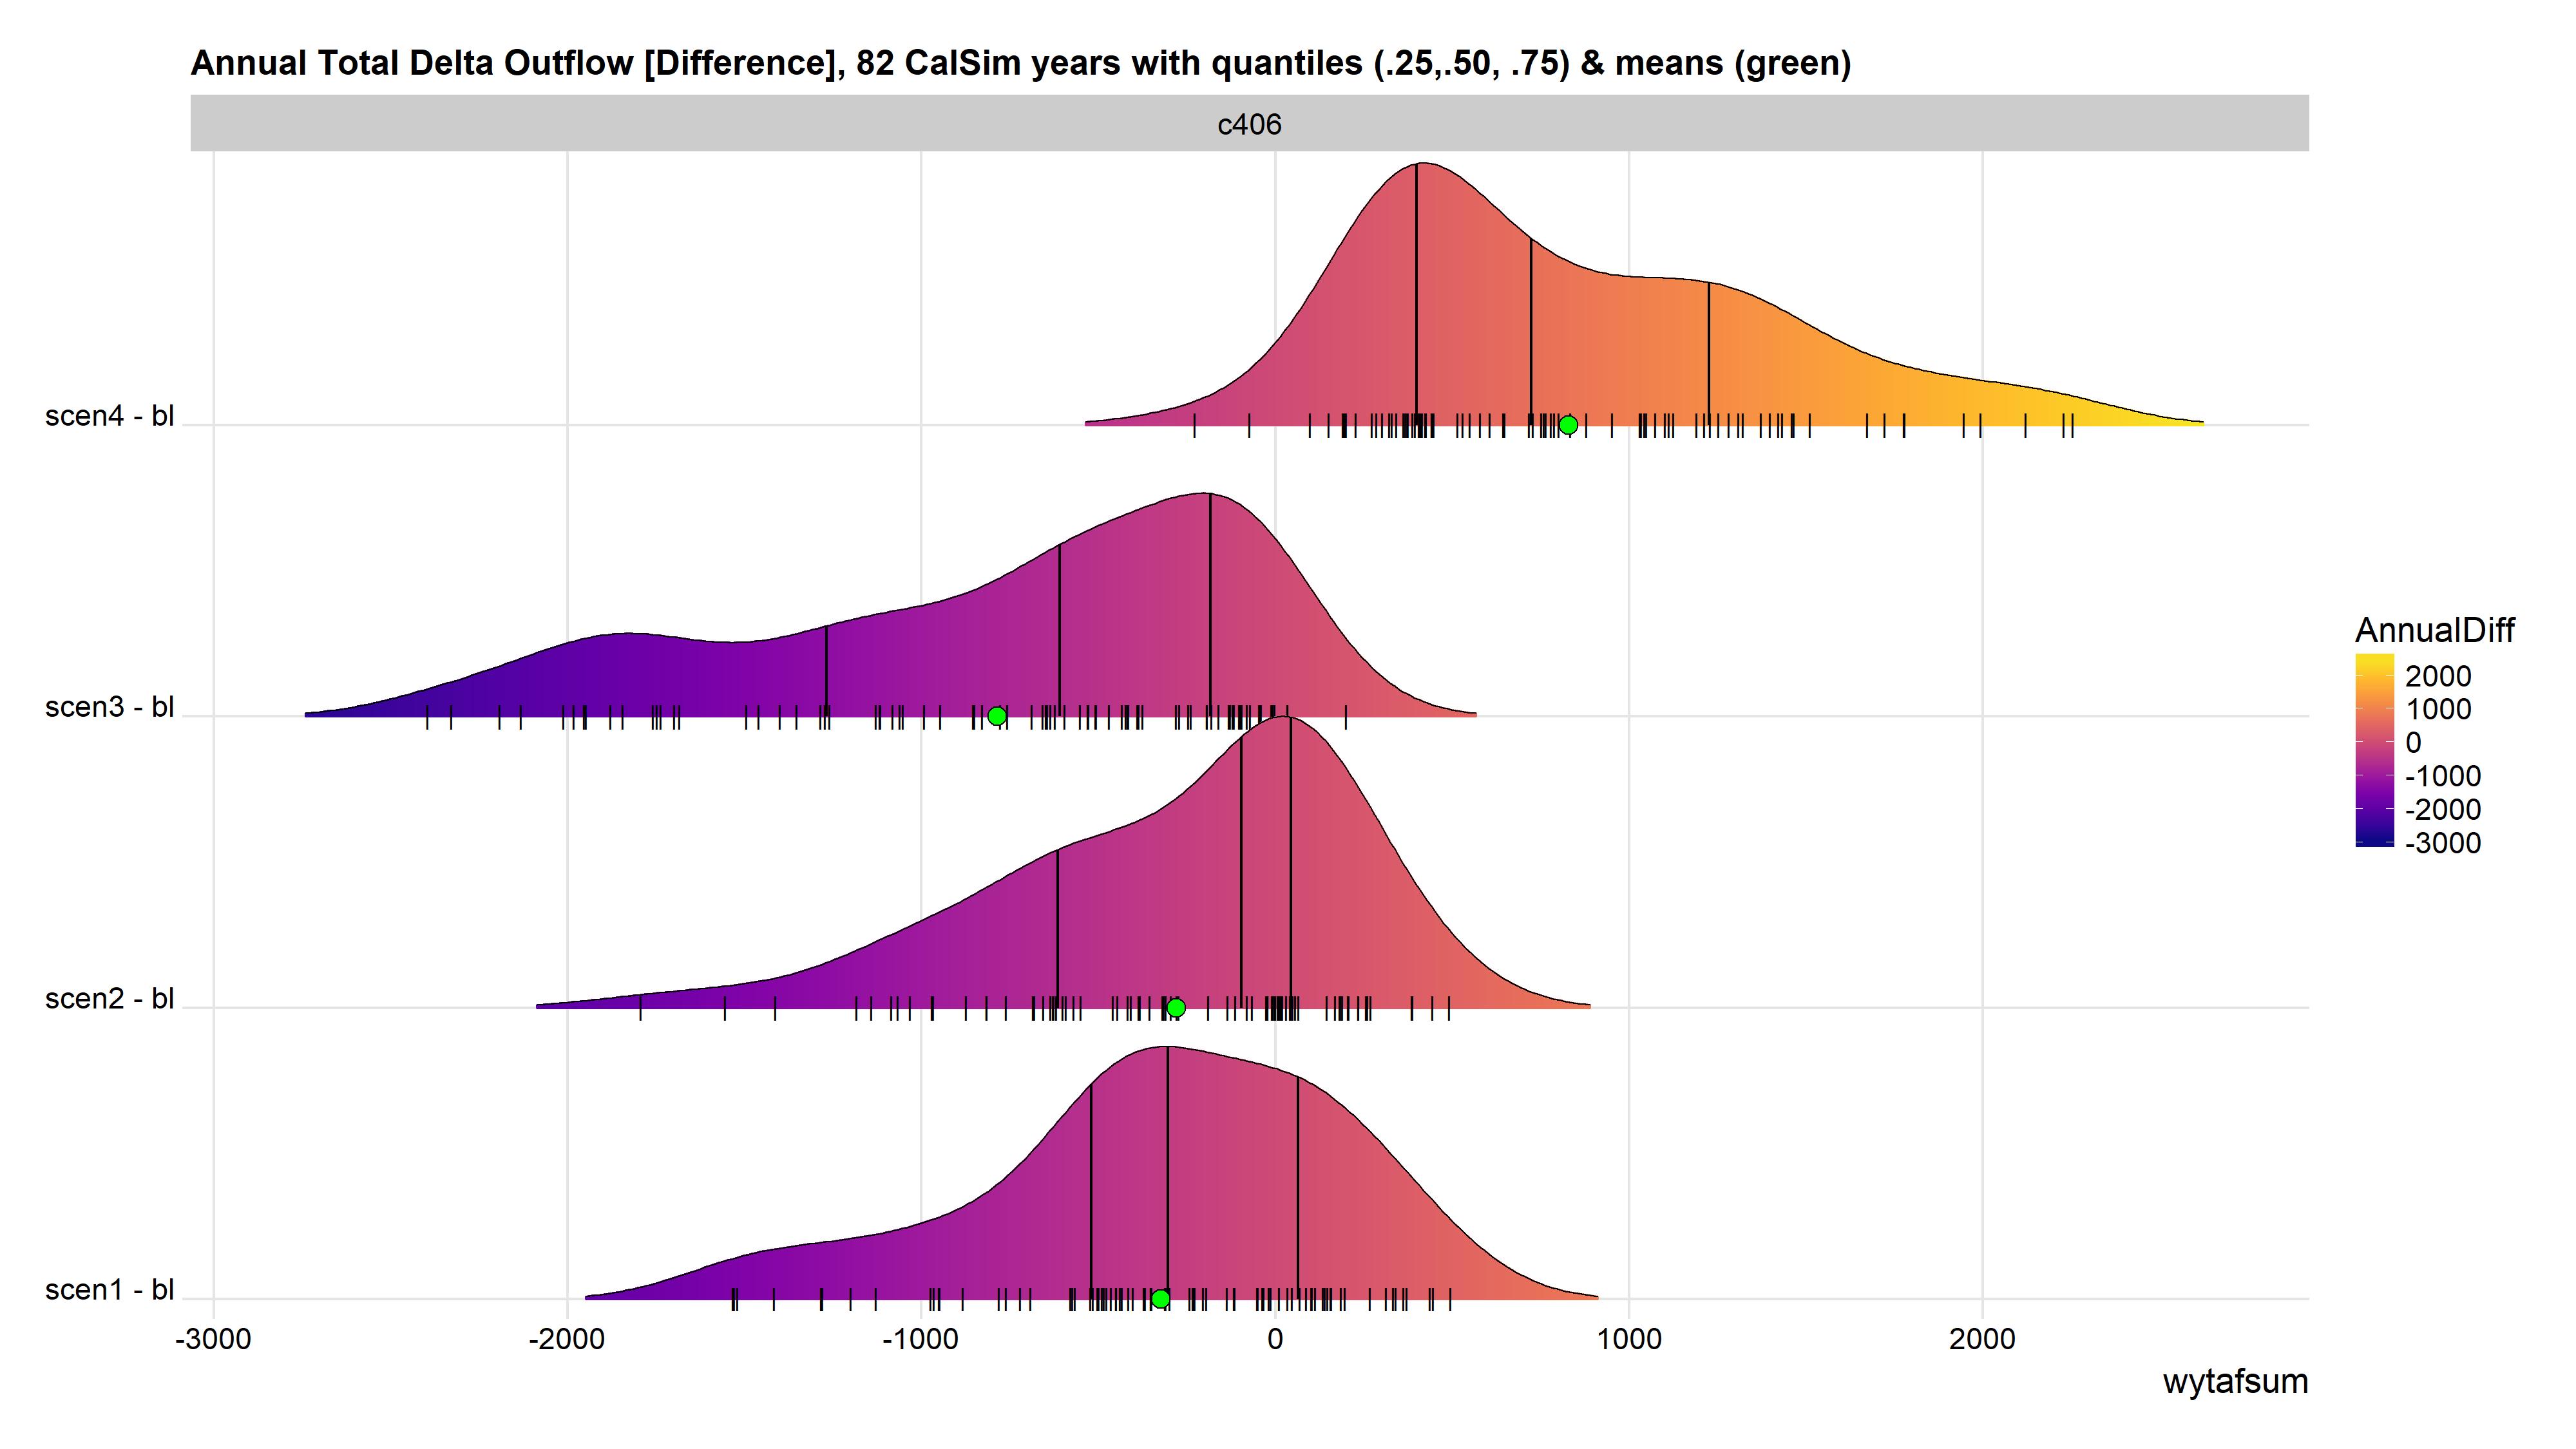 Annual Total Delta Outflow [Difference], 82 CalSim years with quantiles (.25,.50, .75) & means (green)
c406
scen4 - bl
scen3 - bl
scen2 - bl
scen1 - bl
-3000 -2000 -1000 0 1000 2000
wytafsum
AnnualDiff
2000
1000
0
-1000
-2000
-3000